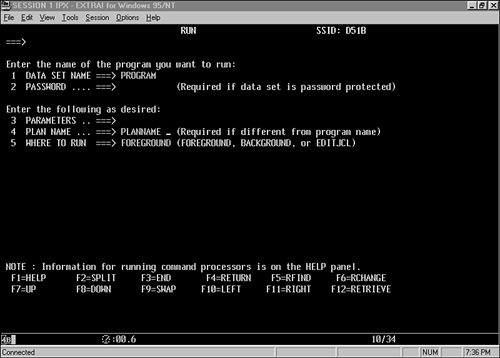 SESSION 1 IPX - EXTRA! for Windows 95/NT
File Edit View Tools Session Options Help
RUN SSID: D51B
===>
Enter the name of the program you want to run:
1 DATA SET NAME ===> PROGRAM
2 PASSWORD .... ===> (Required if data set is password protected)
Enter the following as desired:
3 PARAMETERS .. ===>
4 PLAN NAME ... ===> PLANNAME _ (Required if different from program name)
5 WHERE TO RUN ===> FOREGROUND (FOREGROUND, BACKGROUND, or EDITJCL)
NOTE : Information for running command processors is on the HELP panel.
F1=HELP F2=SPLIT F3=END F4=RETURN F5=RFIND F6=RCHANGE
F7=UP F8=DOWN F9=SWAP F10=LEFT F11=RIGHT F12=RETRIEVE
:00.6 10/34
Connected NUM 7:36 PM